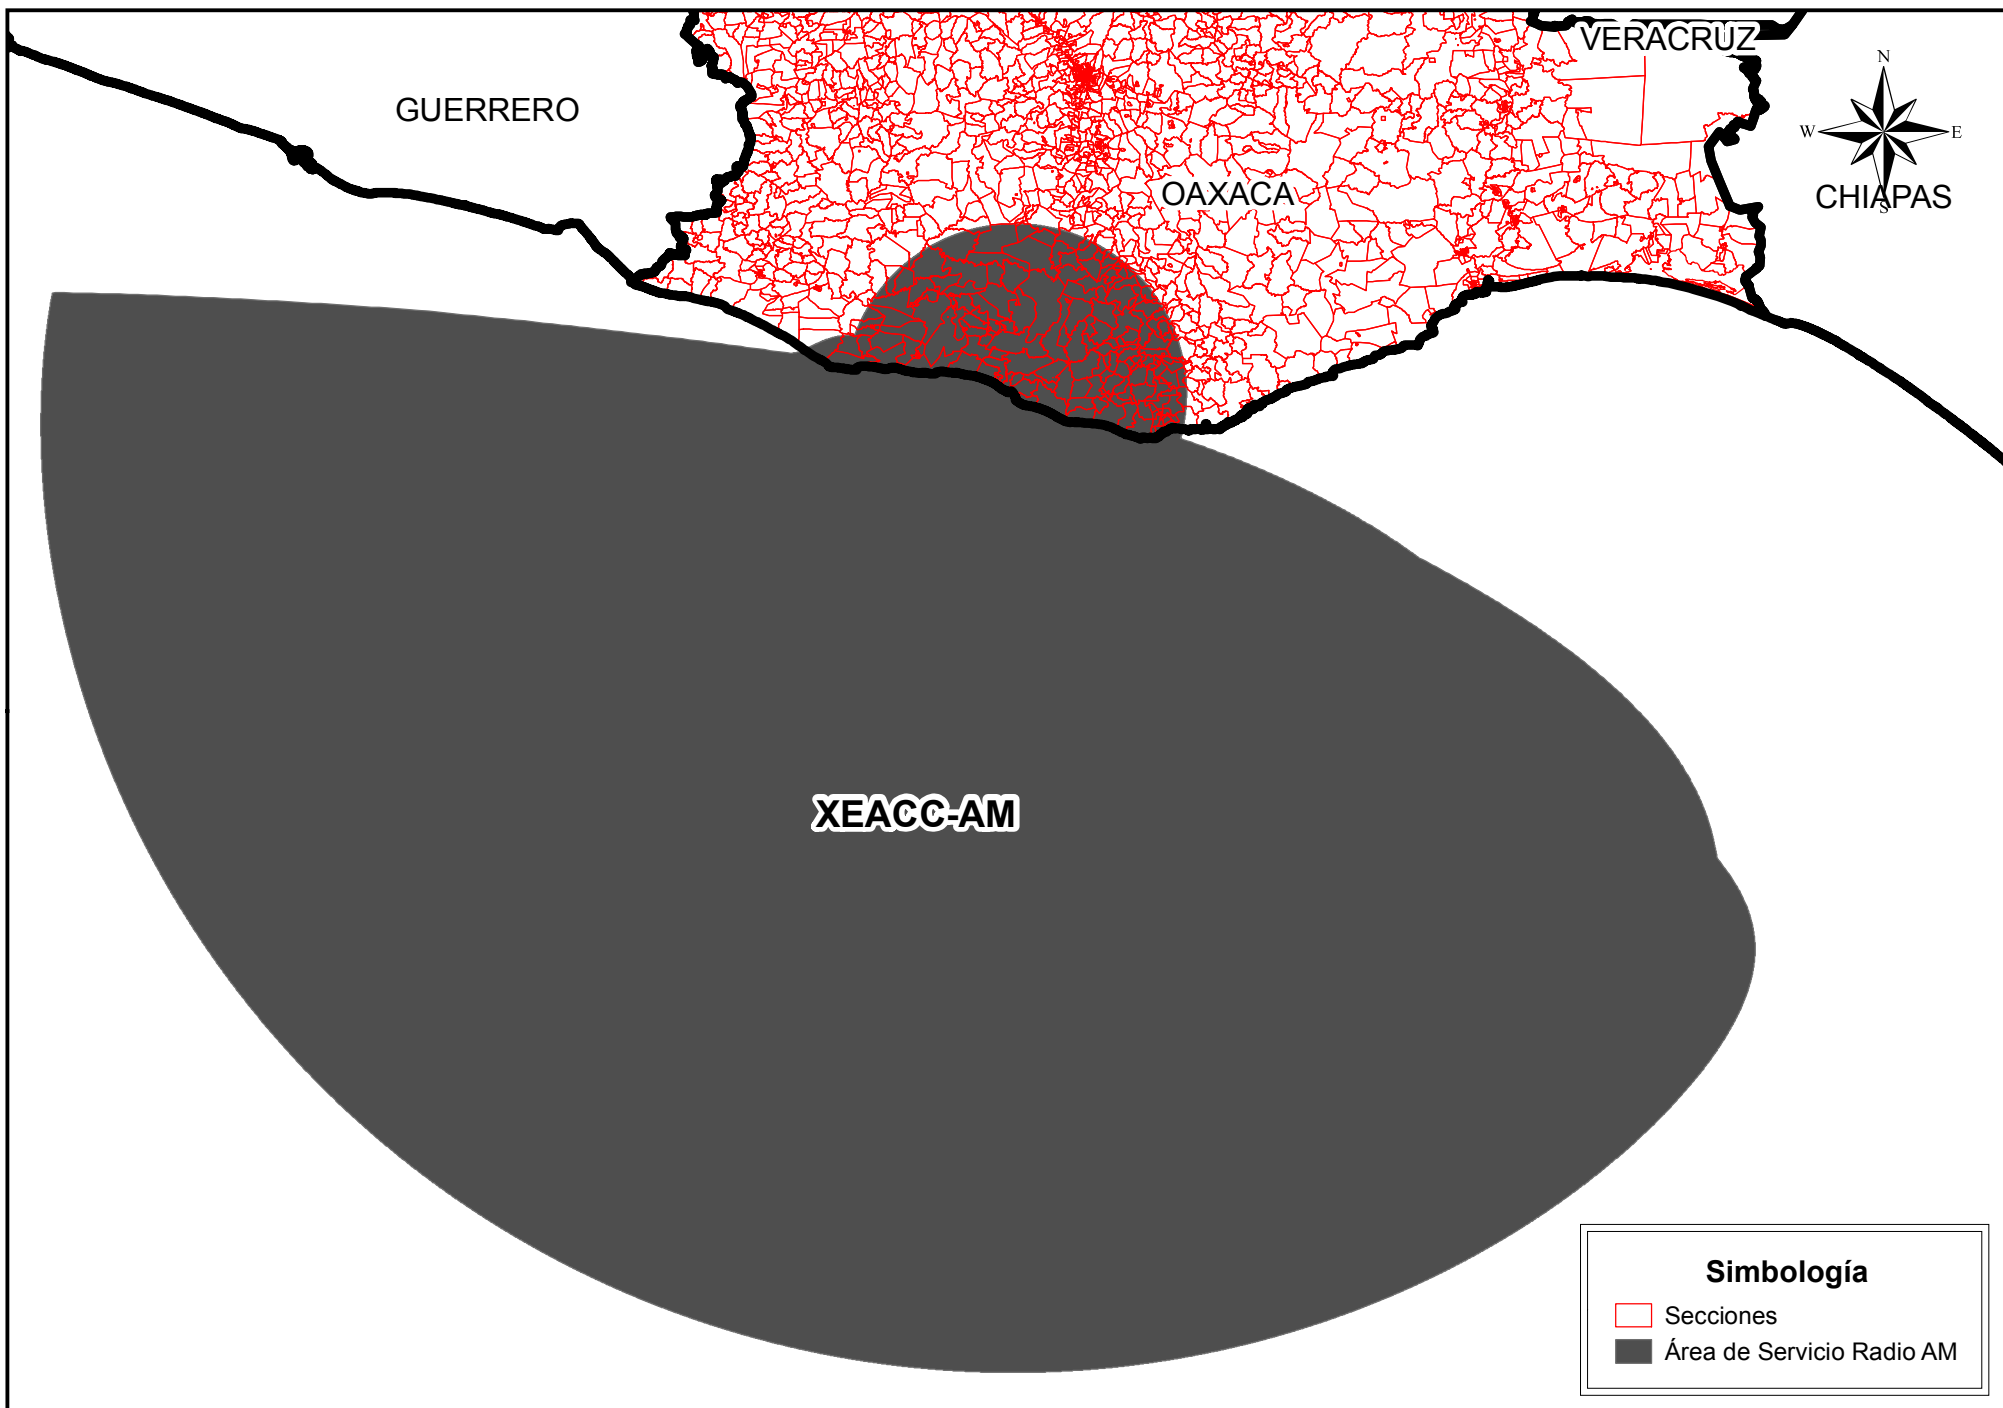 VERACRUZ
N
GUERRERO
W
E
OAXACA
CHIAPAS
S
XEACC-AM
Simbología
Secciones
Área de Servicio Radio AM